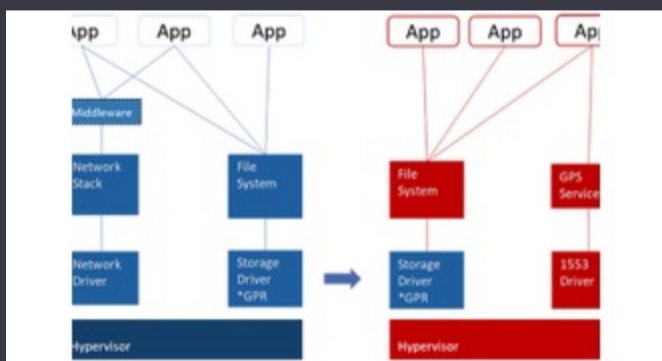 App
App
App
App
App
App
Middleware
Network
Stack
File
System
File
System
GPS
Service
Network
Driver
Storage
Driver
*GPR
Storage
Driver
*GPR
1553
Driver
Hypervisor
Hypervisor